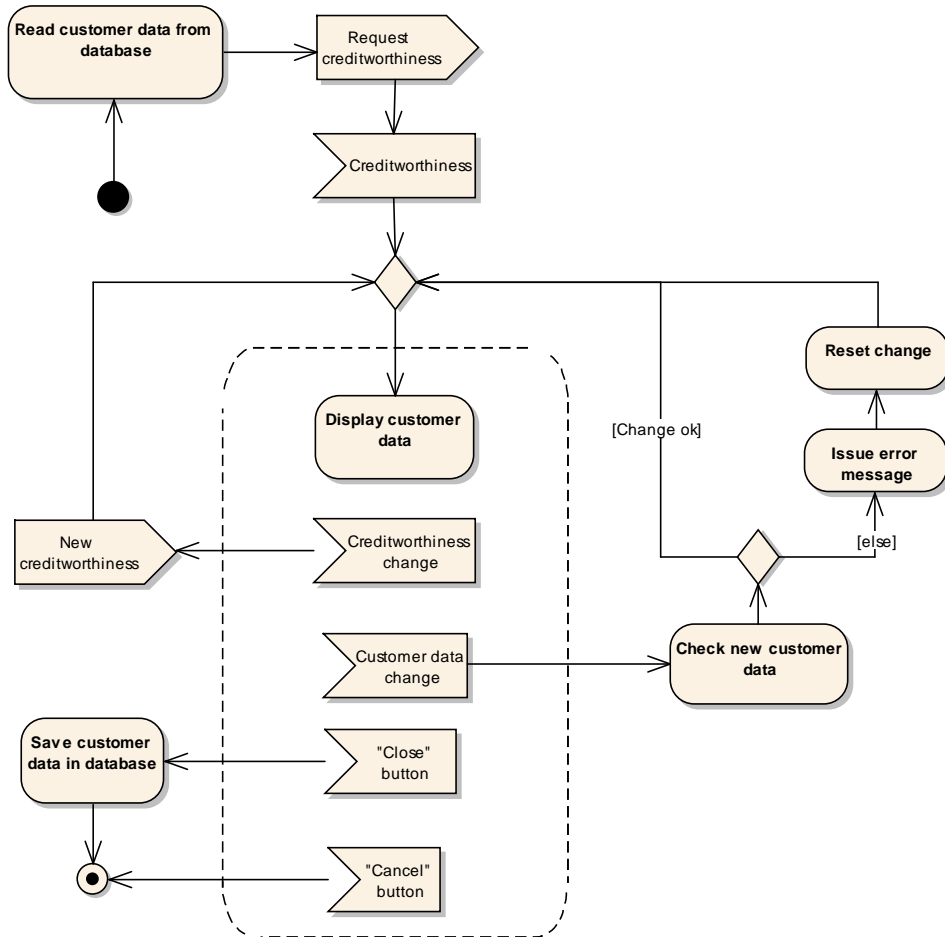 Read customer data from
database
Request
creditworthiness
Creditworthiness
Reset change
Display customer
data
[Change ok]
Issue error
message
New
creditworthiness
Creditworthiness
change
[else]
Customer data
change
Check new customer
data
Save customer
data in database
"Close"
button
"Cancel"
button